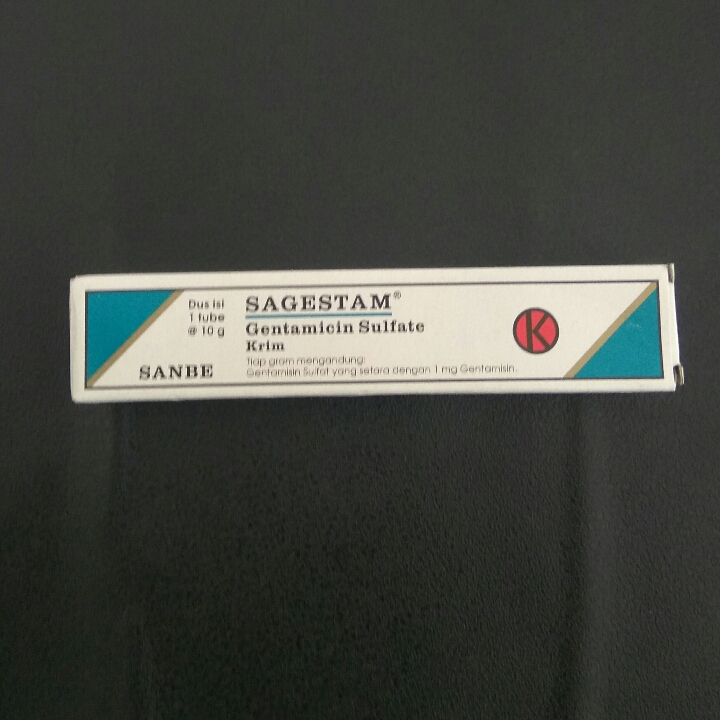 Dus isi
1 tube
@ 10 g
SAGESTAM®
Gentamicin Sulfate
Krim
Tiap gram mengandung:
Gentamisin Sulfat yang setara dengan 1 mg Gentamisin.
SANBE
K